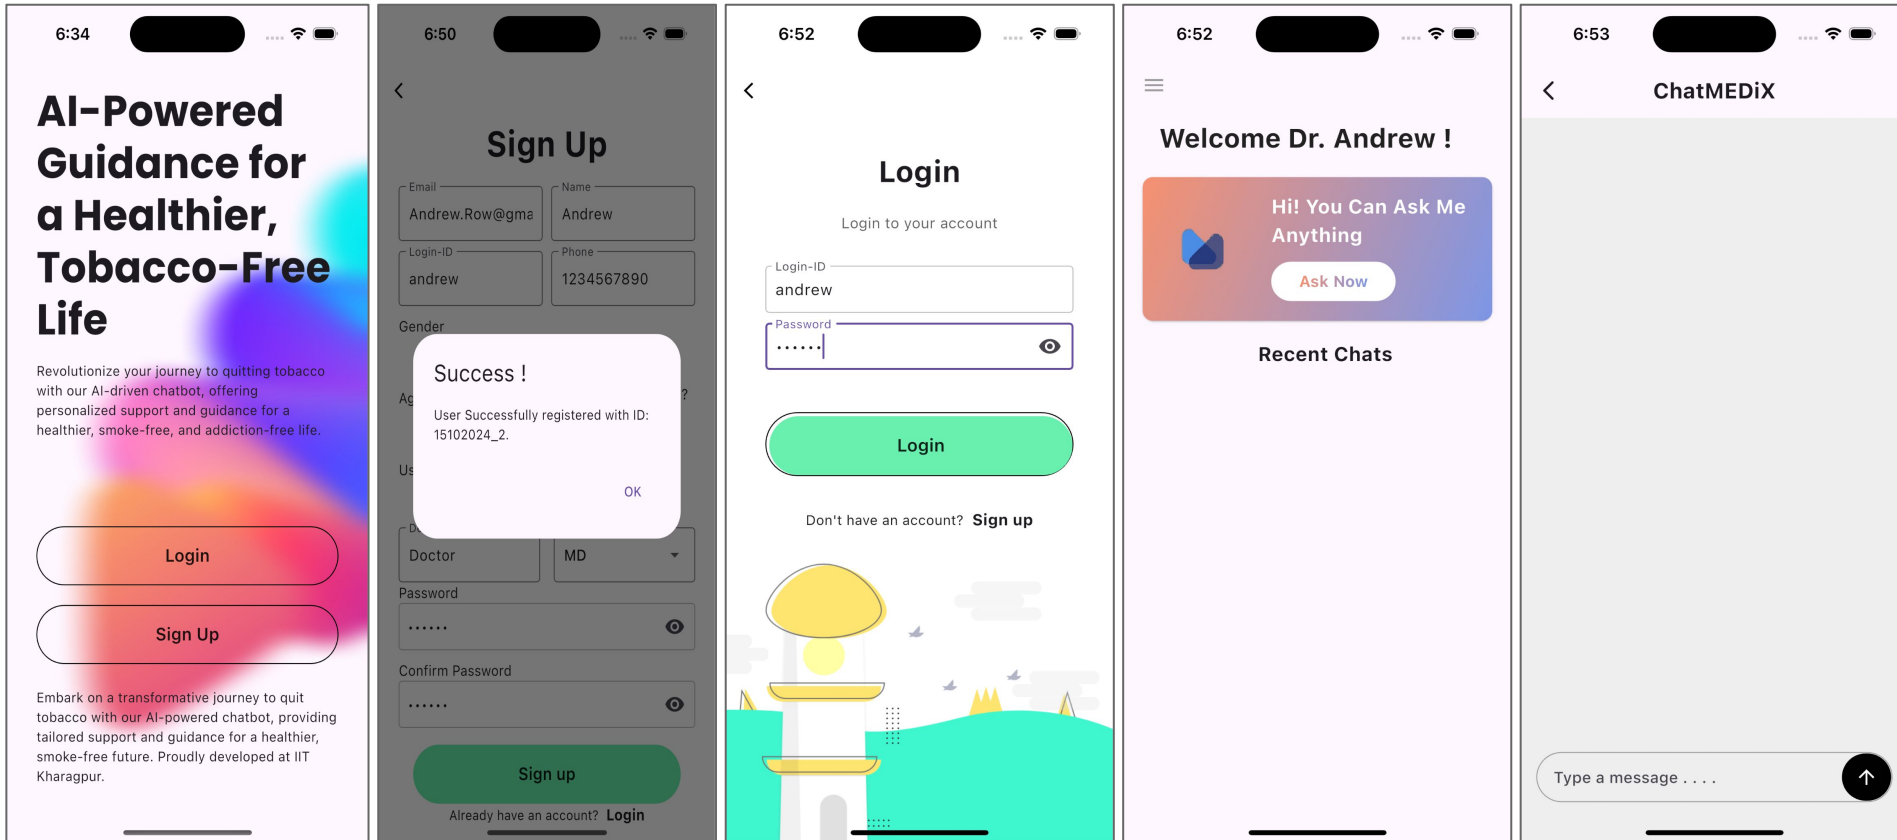 6:34
AI-Powered
Guidance for
a Healthier,
Tobacco-Free
Life
Revolutionize your journey to quitting tobacco
with our AI-driven chatbot, offering
personalized support and guidance for a
healthier, smoke-free, and addiction-free life.
Login
Sign Up
Embark on a transformative journey to quit
tobacco with our AI-powered chatbot, providing
tailored support and guidance for a healthier,
smoke-free future. Proudly developed at IIT
Kharagpur.
6:50
Sign Up
Email
Name
Andrew.Row@gma
Andrew
Login-ID
Phone
andrew
1234567890
Gender
Success !
Ag
?
User Successfully registered with ID:
15102024_2.
Us
OK
D
Doctor
MD
Password
••••••
Confirm Password
••••••
Sign up
Already have an account? Login
6:52
Login
Login to your account
Login-ID
andrew
Password
••••••
Login
Don't have an account? Sign up
6:52
Welcome Dr. Andrew !
Hi! You Can Ask Me
Anything
Ask Now
Recent Chats
6:53
ChatMEDiX
Type a message . . . .